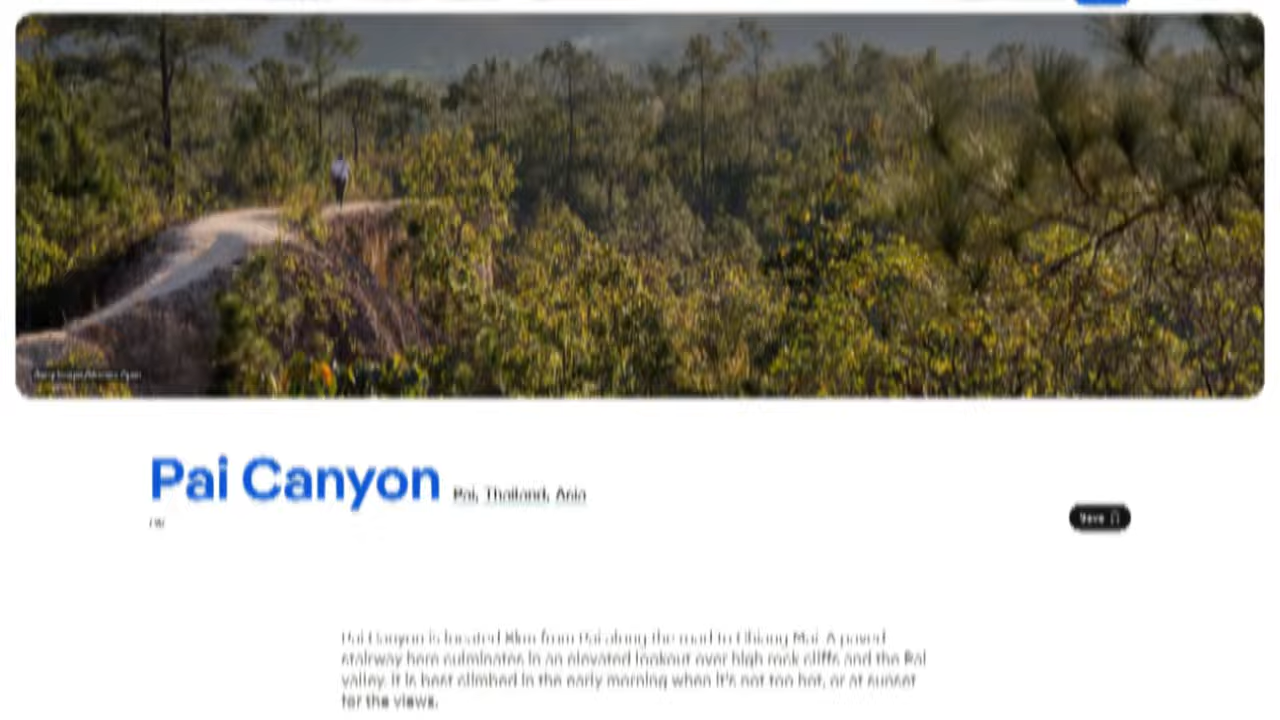 Pai Canyon Pai, Thailand, Asia
Save
Pai Canyon is located 8km from Pai along the road to Chiang Mai. A paved
stairway here culminates in an elevated lookout over high rock cliffs and the Pai
valley. It is best climbed in the early morning when it's not too hot, or at sunset
for the views.